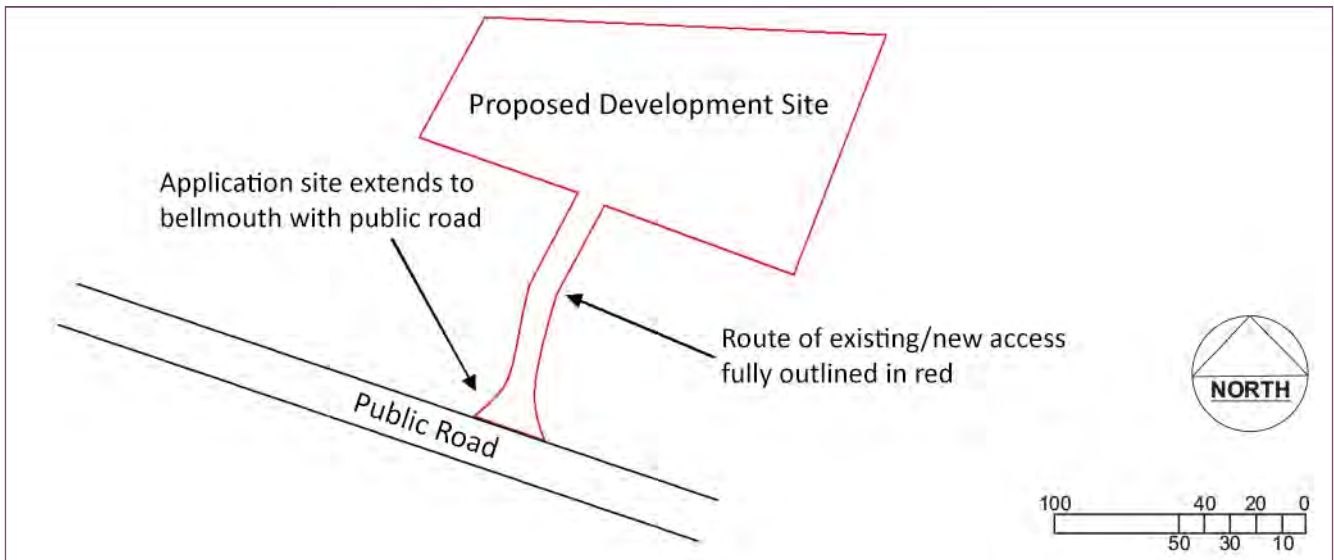 Proposed Development Site
Application site extends to
bellmouth with public road
Route of existing/new access
fully outlined in red
Public Road
NORTH
100 40 20 0
50 30 10